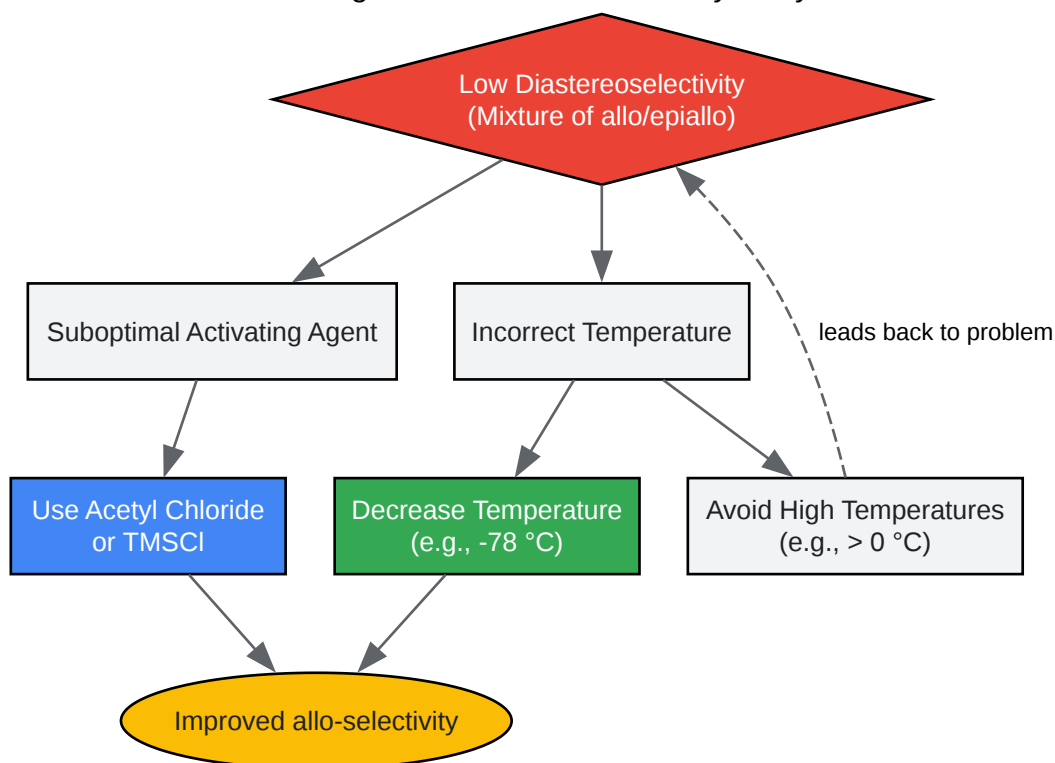 Low Diastereoselectivity
(Mixture of allo/epiallo)
Suboptimal Activating Agent
Incorrect Temperature
leads back to problem
Use Acetyl Chloride
or TMSCl
Decrease Temperature
(e.g., -78 °C)
Avoid High Temperatures
(e.g., > 0 °C)
Improved allo-selectivity